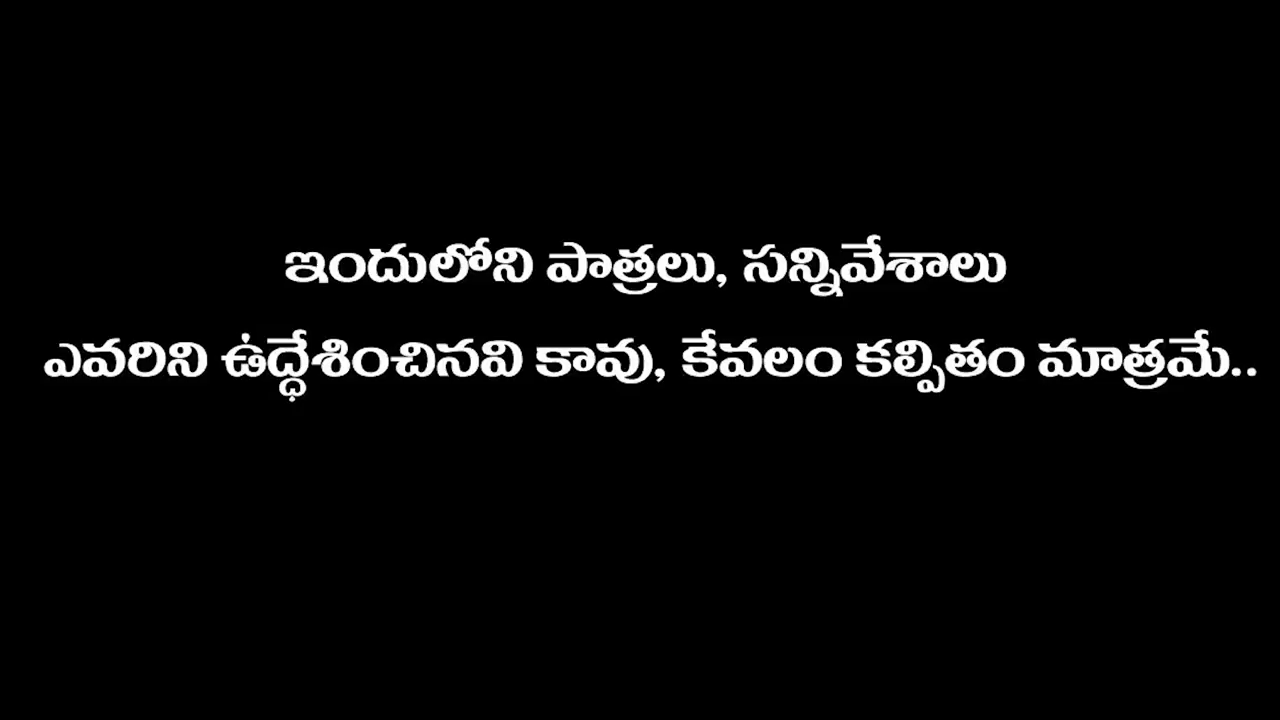 ఇందులోని పాత్రలు, సన్నివేశాలు
ఎవరిని ఉద్ధేశించినవి కావు, కేవలం కల్పితం మాత్రమే..